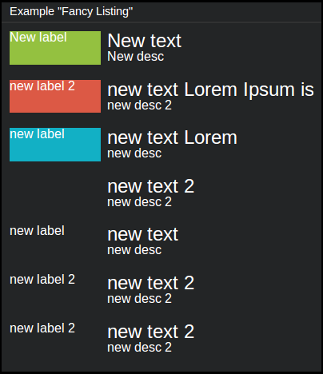 Example "Fancy Listing"
New label
New text
New desc
new label 2
new text Lorem Ipsum is
new desc 2
new label
new text Lorem
new desc
new text 2
new desc 2
new label
new text
new desc
new label 2
new text 2
new desc 2
new label 2
new text 2
new desc 2